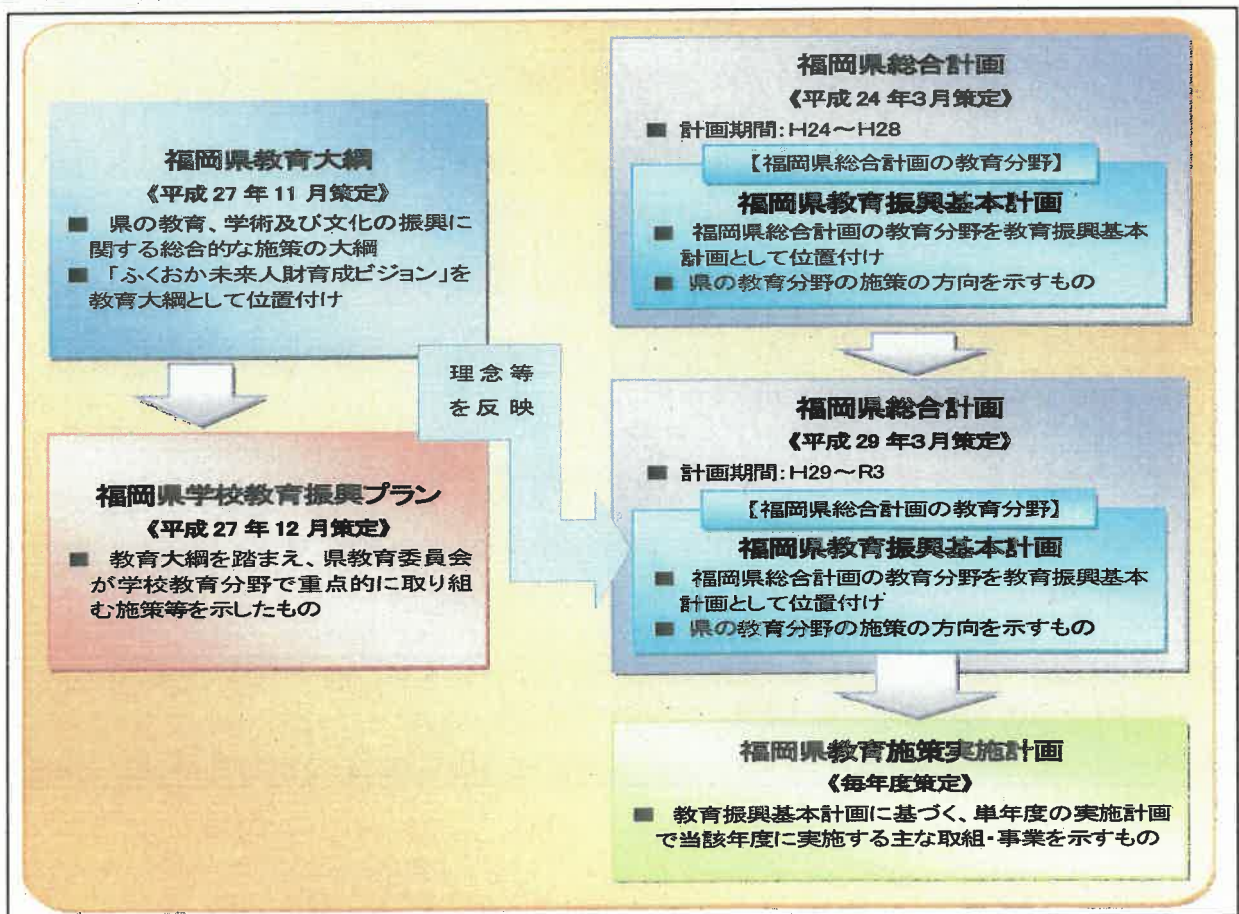 福岡県教育大綱
《平成27年11月策定》
■ 県の教育、学術及び文化の振興に
関する総合的な施策の大綱
■ 「ふくおか未来人財育成ビジョン」を
教育大綱として位置付け
福岡県学校教育振興プラン
《平成27年12月策定》
■ 教育大綱を踏まえ、県教育委員会
が学校教育分野で重点的に取り組
む施策等を示したもの
理念等
を反映
福岡県総合計画
《平成24年3月策定》
■ 計画期間:H24～H28
【福岡県総合計画の教育分野】
福岡県教育振興基本計画
■ 福岡県総合計画の教育分野を教育振興基本
計画として位置付け
■ 県の教育分野の施策の方向を示すもの
福岡県総合計画
《平成29年3月策定》
■ 計画期間:H29～R3
【福岡県総合計画の教育分野】
福岡県教育振興基本計画
■ 福岡県総合計画の教育分野を教育振興基本
計画として位置付け
■ 県の教育分野の施策の方向を示すもの
福岡県教育施策実施計画
《毎年度策定》
■ 教育振興基本計画に基づく、単年度の実施計画
で当該年度に実施する主な取組・事業を示すもの